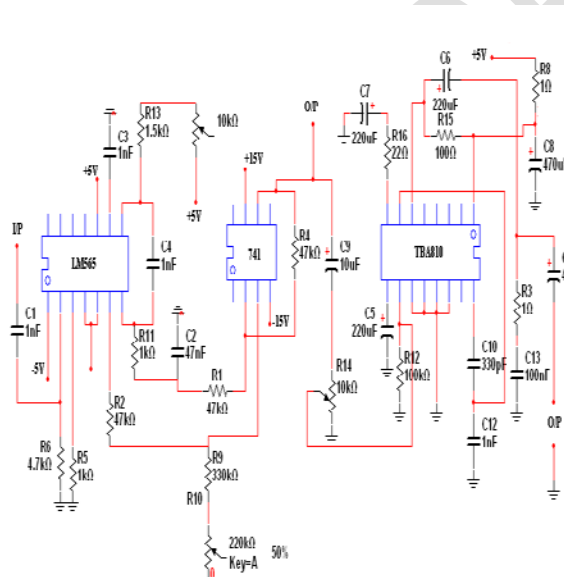 C6
+5V
R8
1Ω
220uF
R15
100Ω
C8
470u
C7
220uF
R16
22Ω
O/P
R13
1.5kΩ
10kΩ
C3
1nF
+5V
+5V
+15V
I/P
LM565
C4
1nF
741
R4
47kΩ
C9
10uF
TBA810
C1
1nF
-5V
R11
1kΩ
C2
47nF
-15V
C5
220uF
R3
1Ω
R1
47kΩ
R14
10kΩ
R12
100kΩ
C10
330pF
C13
100nF
R2
47kΩ
C12
1nF
O/P
R6
4.7kΩ
R5
1kΩ
R9
330kΩ
R10
220kΩ
Key=A
50%